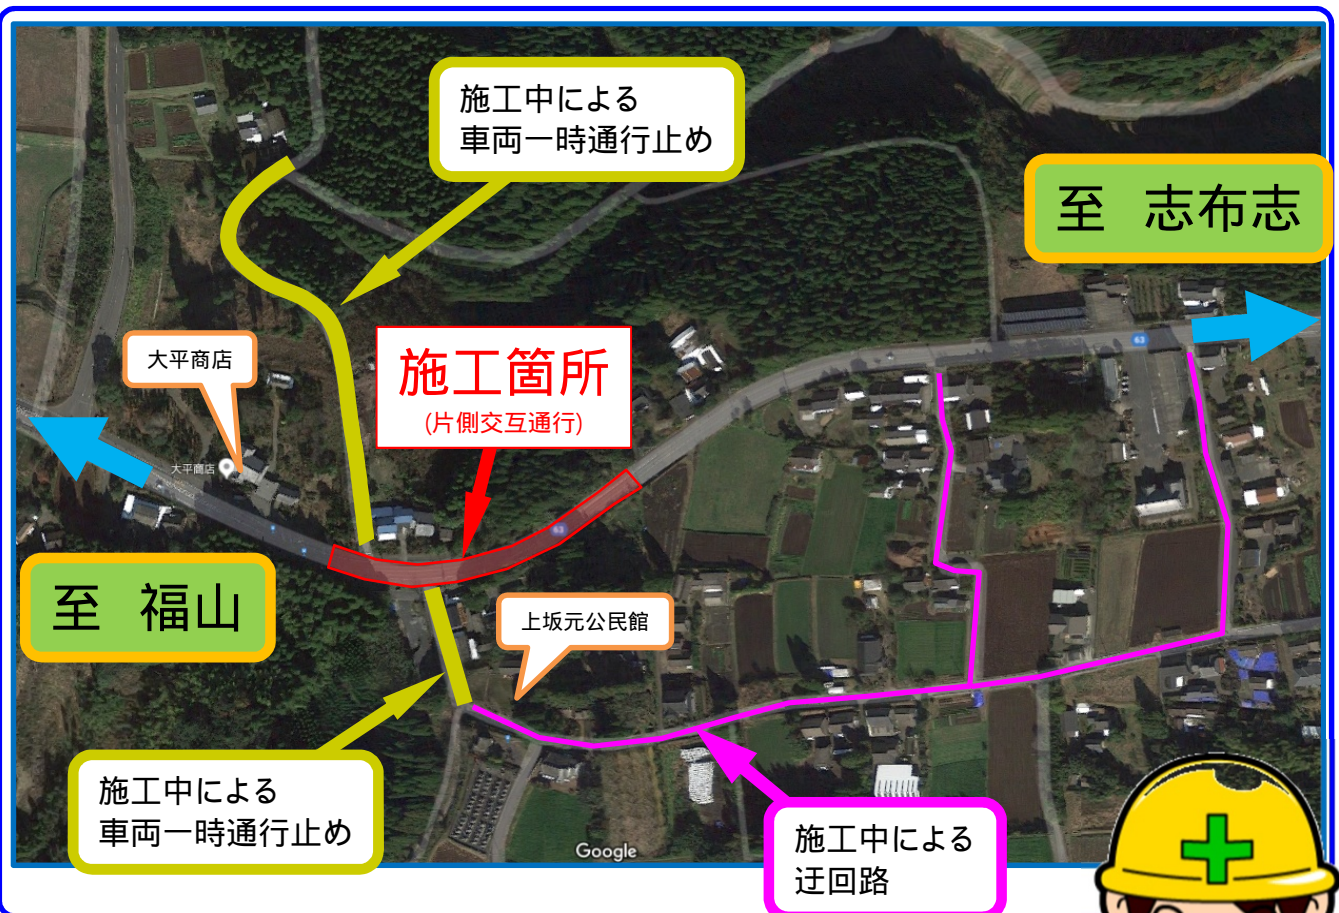 施工中による
車両一時通行止め
至 志布志
大平商店
施工箇所
(片側交互通行)
63
大平商店
63
至 福山
上坂元公民館
施工中による
車両一時通行止め
施工中による
迂回路
Google